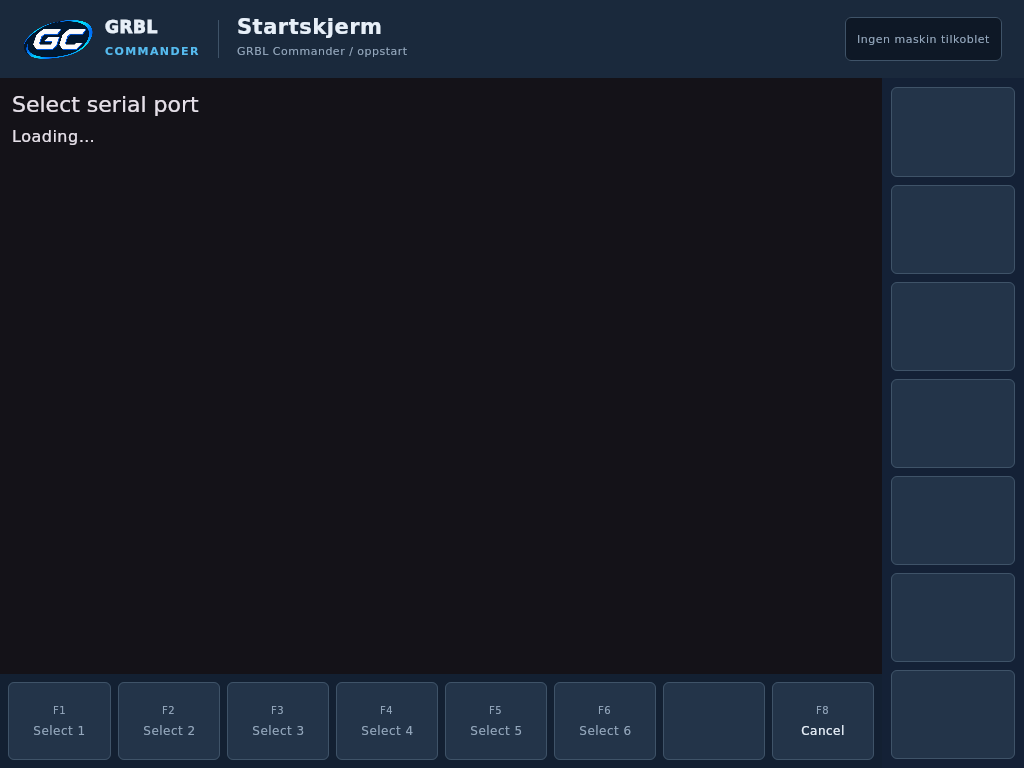 GC
GRBL
COMMANDER
Startskjerm
GRBL Commander / oppstart
Ingen maskin tilkoblet
Select serial port
Loading...
F1
Select 1
F2
Select 2
F3
Select 3
F4
Select 4
F5
Select 5
F6
Select 6
F8
Cancel